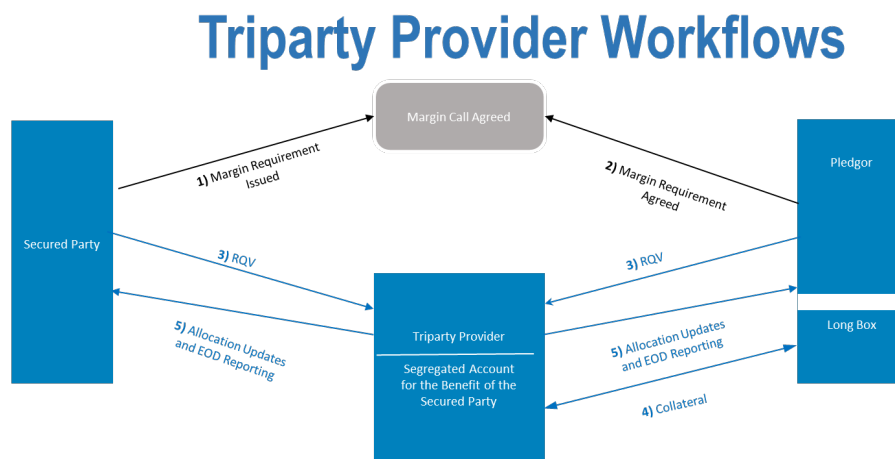 Triparty Provider Workflows
Margin Call Agreed
1) Margin Requirement
Issued
2) Margin Requirement
Agreed
Pledgor
Secured Party
3) RQV
3) RQV
5) Allocation Updates
and EOD Reporting
Triparty Provider
Segregated Account
for the Benefit of the
Secured Party
5) Allocation Updates
and EOD Reporting
Long Box
4) Collateral